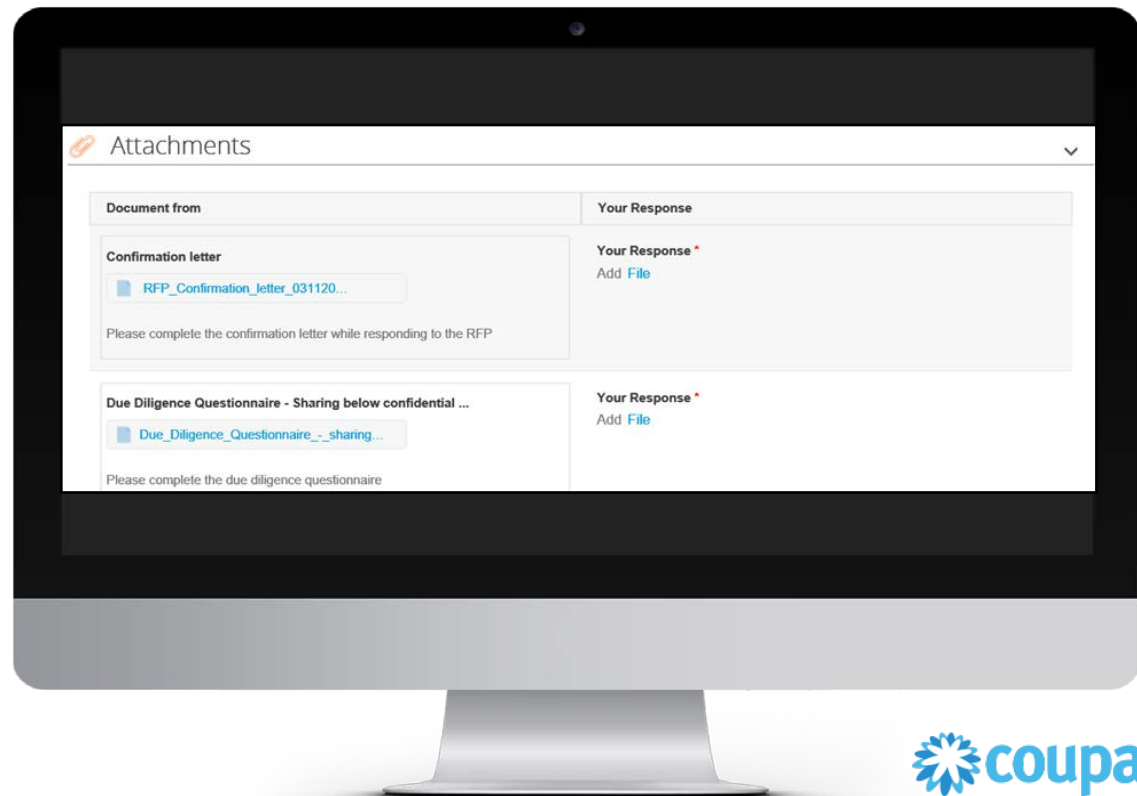 Attachments
Document from
Your Response
Confirmation letter
RFP_Confirmation_letter_031120...
Please complete the confirmation letter while responding to the RFP
Your Response *
Add File
Due Diligence Questionnaire - Sharing below confidential ...
Due_Diligence_Questionnaire_-_sharing...
Please complete the due diligence questionnaire
Your Response *
Add File
coupa